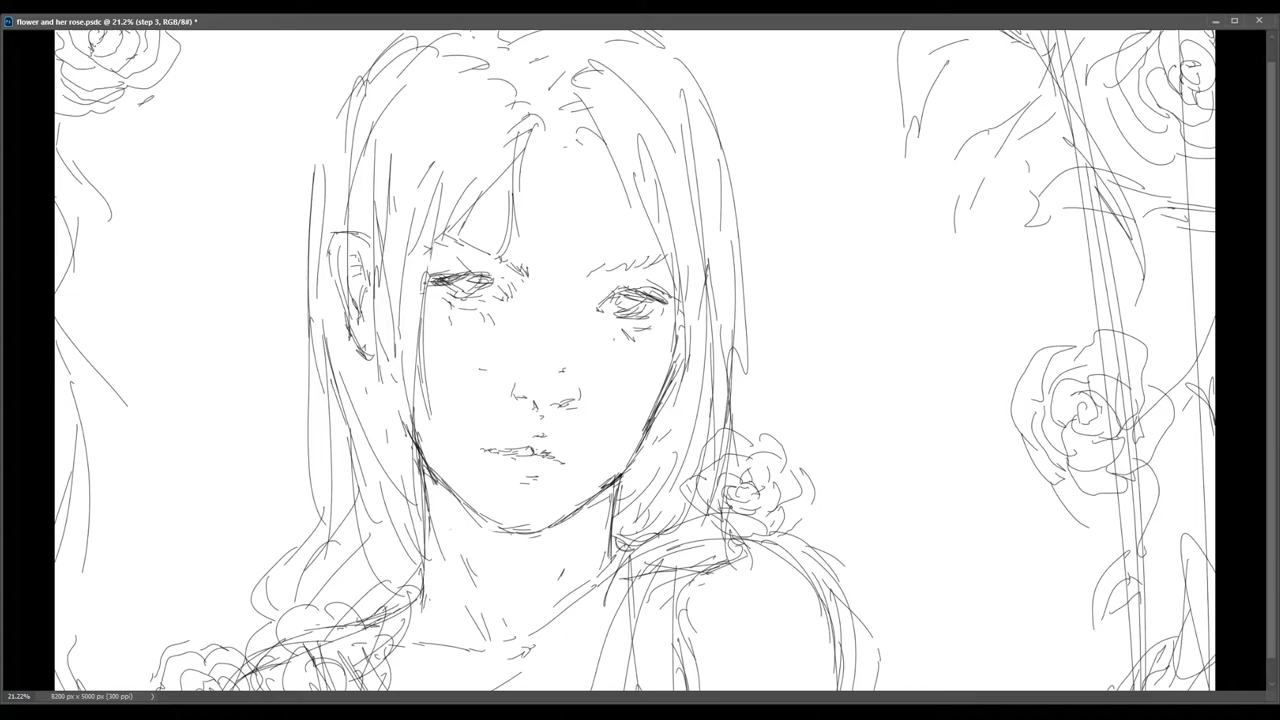 flower and her rose.psdc @ 21.2% (step 3, RGB/8#) *
21.22%
8200 px x 5000 px (300 ppi)